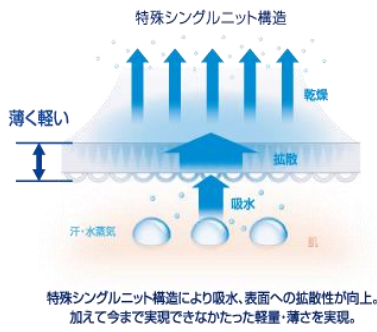 特殊シングルニット構造
乾燥
薄く軽い
拡散
吸水
汗・水蒸気
肌
特殊シングルニット構造により吸水、表面への拡散性が向上。
加えて今まで実現できなかたった軽量・薄さを実現。